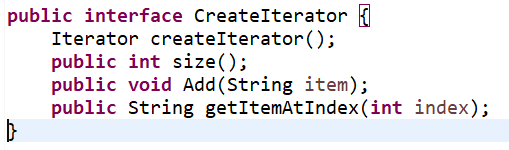 public interface CreateIterator {
    Iterator createIterator();
    public int size();
    public void Add(String item);
    public String getItemAtIndex(int index);
}